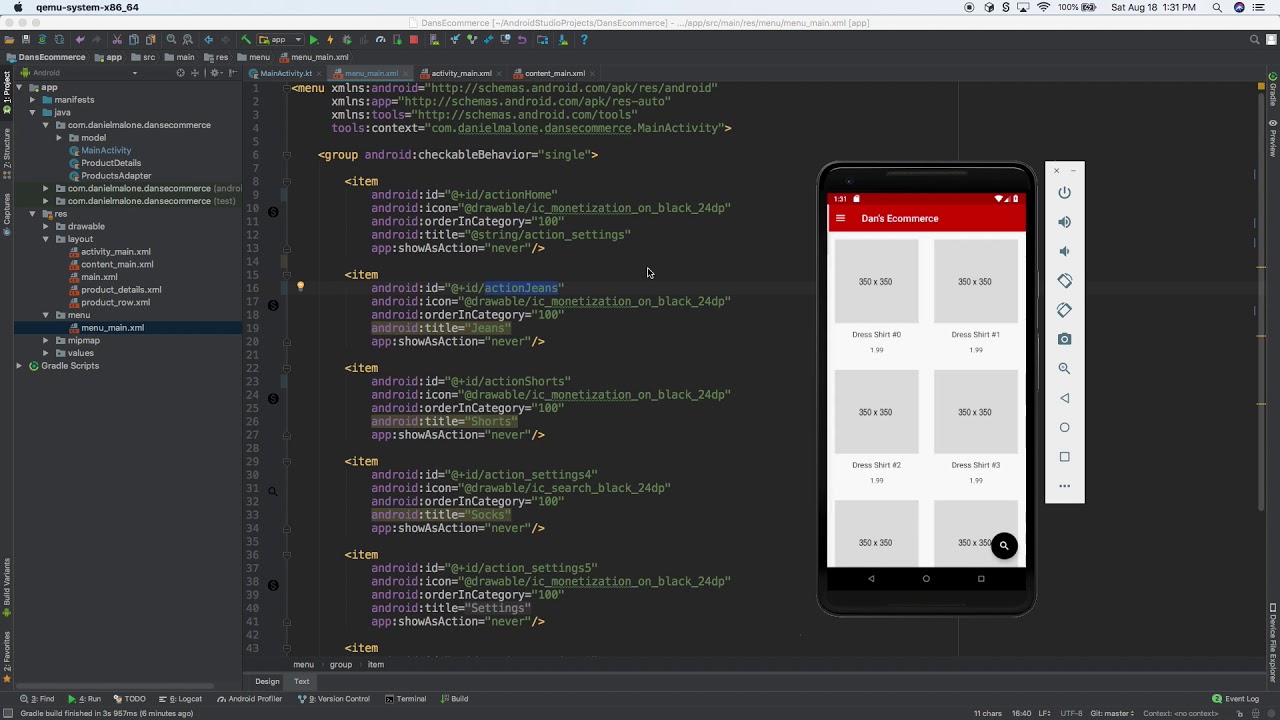 qemu-system-x86_64
100%
Sat Aug 18 1:31 PM
DansEcommerce [~/AndroidStudioProjects/DansEcommerce] - .../app/src/main/res/menu/menu_main.xml [app]
app
DansEcommerce
app
src
main
res
menu
menu_main.xml
Android
MainActivity.kt
menu_main.xml
activity_main.xml
content_main.xml
1: Project
7: Structure
Captures
Build Variants
2: Favorites
app
manifests
java
com.danielmalone.dansecommerce
model
MainActivity
ProductDetails
ProductsAdapter
com.danielmalone.dansecommerce (andro
com.danielmalone.dansecommerce (test)
res
drawable
layout
activity_main.xml
content_main.xml
main.xml
product_details.xml
product_row.xml
menu
menu_main.xml
mipmap
values
Gradle Scripts
1 <menu xmlns:android="http://schemas.android.com/apk/res/android"
2 xmlns:app="http://schemas.android.com/apk/res-auto"
3 xmlns:tools="http://schemas.android.com/tools"
4 tools:context="com.danielmalone.dansecommerce.MainActivity">
5
6 <group android:checkableBehavior="single">
7
8 <item
9 android:id="@+id/actionHome"
10 android:icon="@drawable/ic_monetization_on_black_24dp"
11 android:orderInCategory="100"
12 android:title="@string/action_settings"
13 app:showAsAction="never"/>
14
15 <item
16 android:id="@+id/actionJeans"
17 android:icon="@drawable/ic_monetization_on_black_24dp"
18 android:orderInCategory="100"
19 android:title="Jeans"
20 app:showAsAction="never"/>
21
22 <item
23 android:id="@+id/actionShorts"
24 android:icon="@drawable/ic_monetization_on_black_24dp"
25 android:orderInCategory="100"
26 android:title="Shorts"
27 app:showAsAction="never"/>
28
29 <item
30 android:id="@+id/action_settings4"
31 android:icon="@drawable/ic_search_black_24dp"
32 android:orderInCategory="100"
33 android:title="Socks"
34 app:showAsAction="never"/>
35
36 <item
37 android:id="@+id/action_settings5"
38 android:icon="@drawable/ic_monetization_on_black_24dp"
39 android:orderInCategory="100"
40 android:title="Settings"
41 app:showAsAction="never"/>
42
43 <item
1:31
Dan's Ecommerce
350 x 350
350 x 350
Dress Shirt #0
Dress Shirt #1
1.99
1.99
350 x 350
350 x 350
Dress Shirt #2
Dress Shirt #3
1.99
1.99
350 x 350
350 x 350
Gradle
Preview
Device File Explorer
menu
group
item
Design
Text
3: Find
4: Run
TODO
6: Logcat
Android Profiler
9: Version Control
Terminal
Build
Event Log
Gradle build finished in 3s 957ms (6 minutes ago)
11 chars
16:40
LF÷
UTF-8
Git: master
Context: <no context>